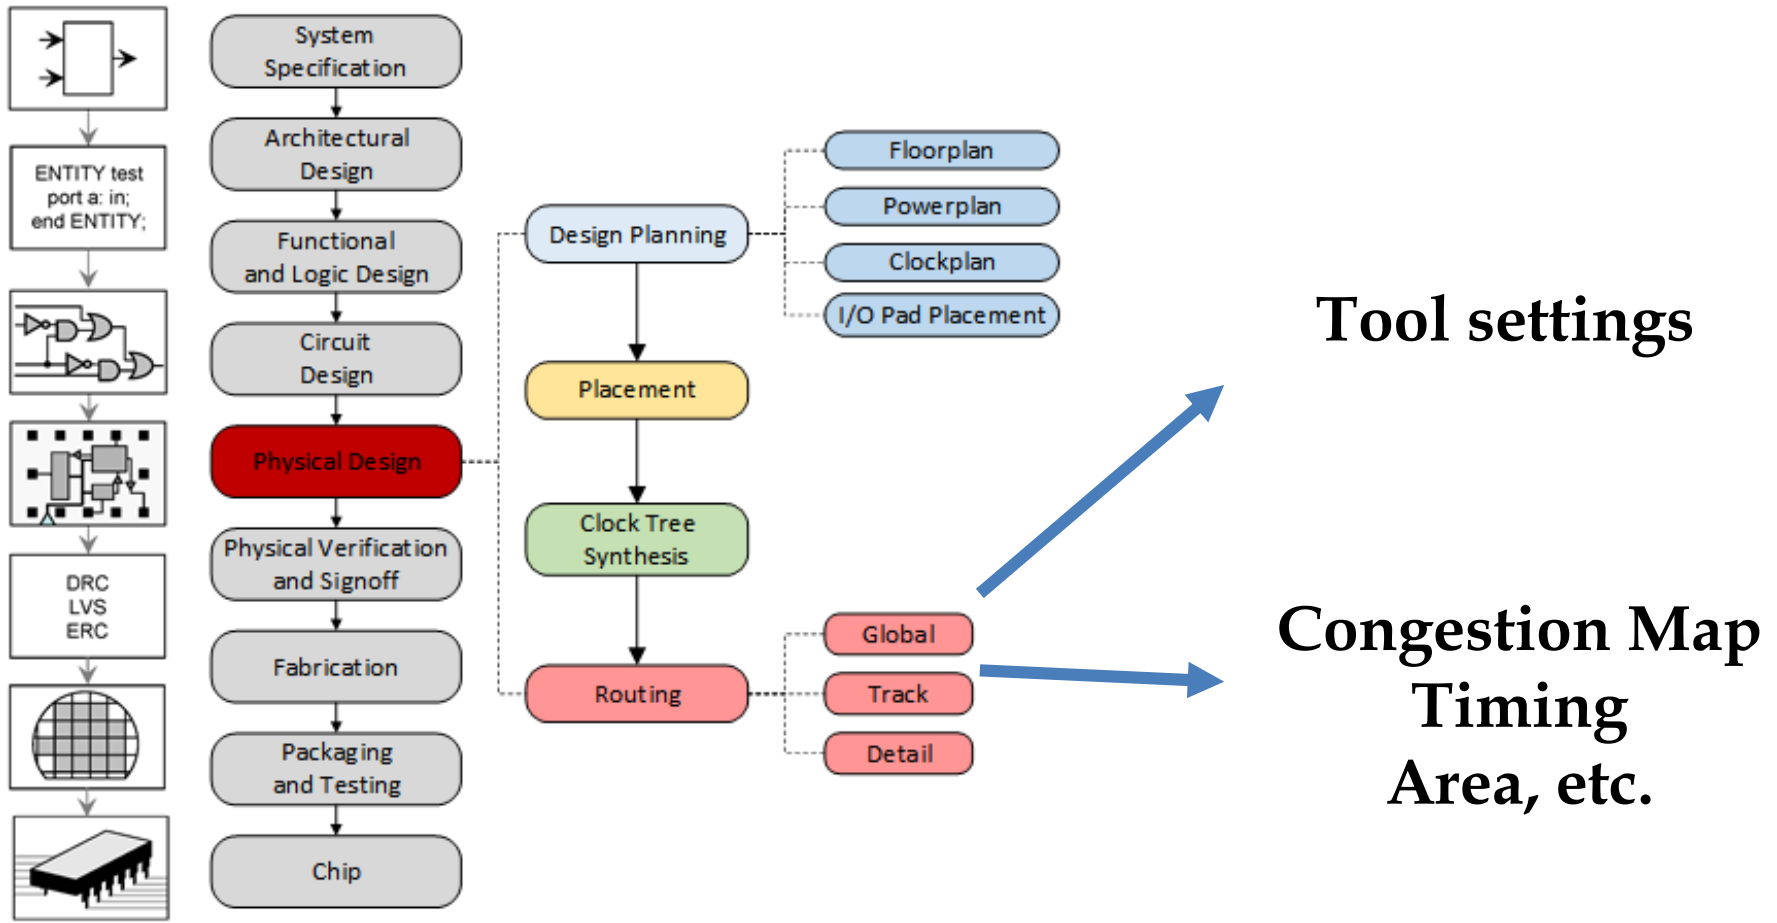 ENTITY test
port a: in;
end ENTITY;
DRC
LVS
ERC
System
Specification
Architectural
Design
Functional
and Logic Design
Circuit
Design
Physical Design
Physical Verification
and Signoff
Fabrication
Packaging
and Testing
Chip
Design Planning
Placement
Clock Tree
Synthesis
Routing
Floorplan
Powerplan
Clockplan
I/O Pad Placement
Global
Track
Detail
Tool settings
Congestion Map
Timing
Area, etc.